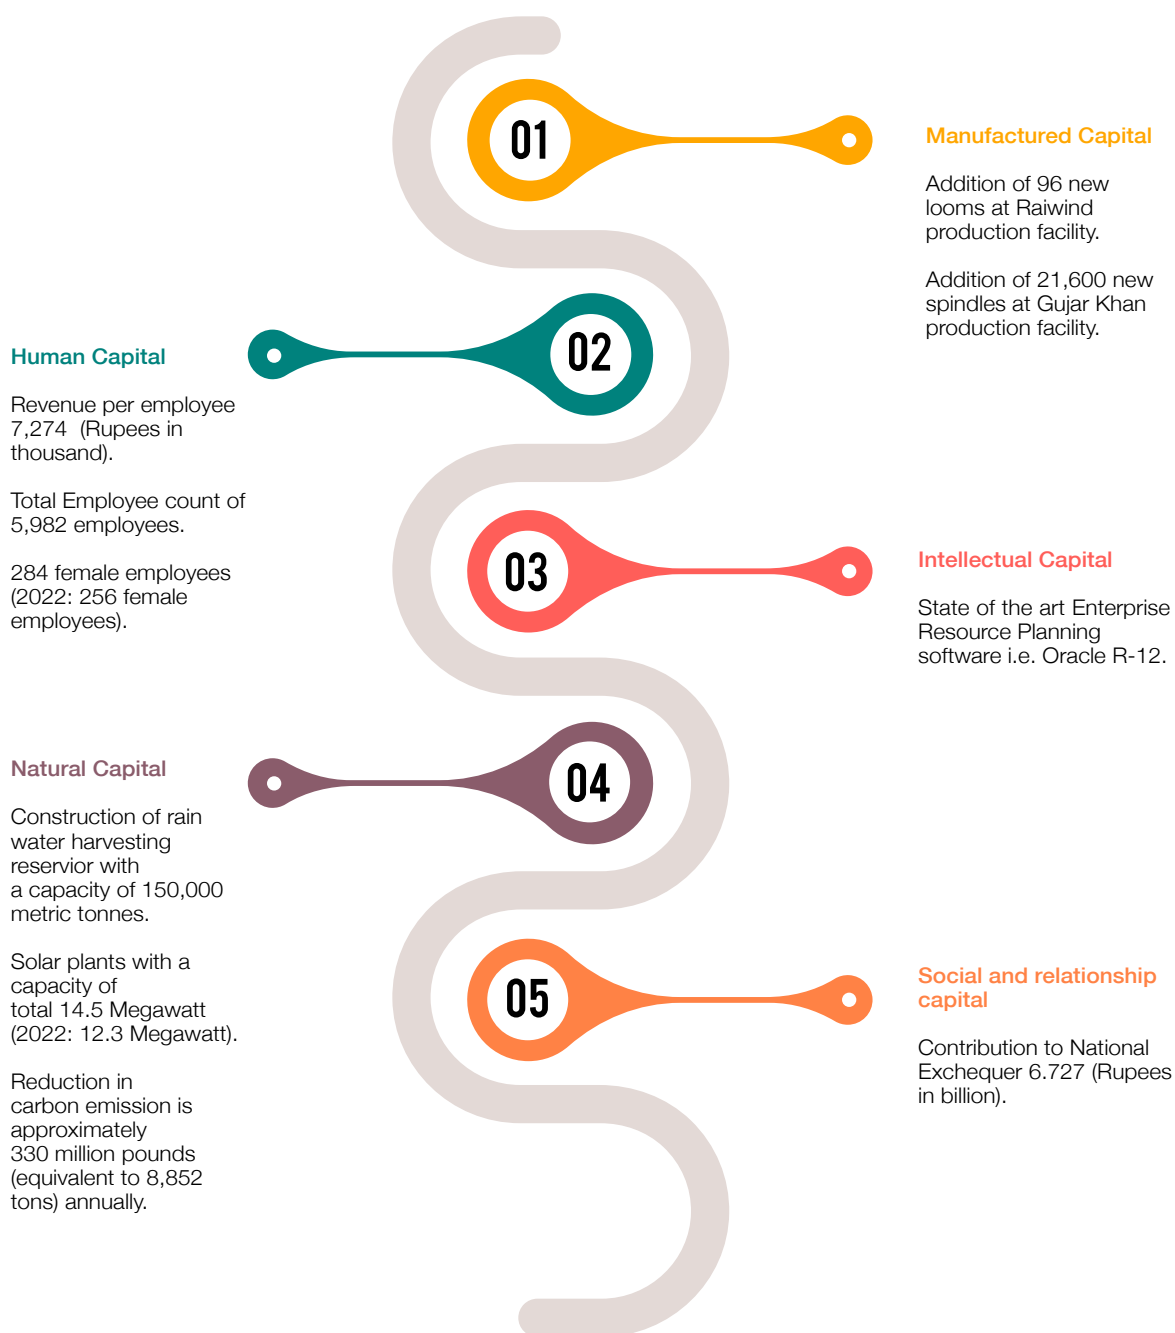 01
Manufactured Capital
Addition of 96 new
looms at Raiwind
production facility.
Addition of 21,600 new
spindles at Gujar Khan
production facility.
02
Human Capital
Revenue per employee
7,274  (Rupees in
thousand).
Total Employee count of
5,982 employees.
284 female employees
(2022: 256 female
employees).
03
Intellectual Capital
State of the art Enterprise
Resource Planning
software i.e. Oracle R-12.
04
Natural Capital
Construction of rain
water harvesting
reservior with
a capacity of 150,000
metric tonnes.
Solar plants with a
capacity of
total 14.5 Megawatt
(2022: 12.3 Megawatt).
Reduction in
carbon emission is
approximately
330 million pounds
(equivalent to 8,852
tons) annually.
05
Social and relationship
capital
Contribution to National
Exchequer 6.727 (Rupees
in billion).